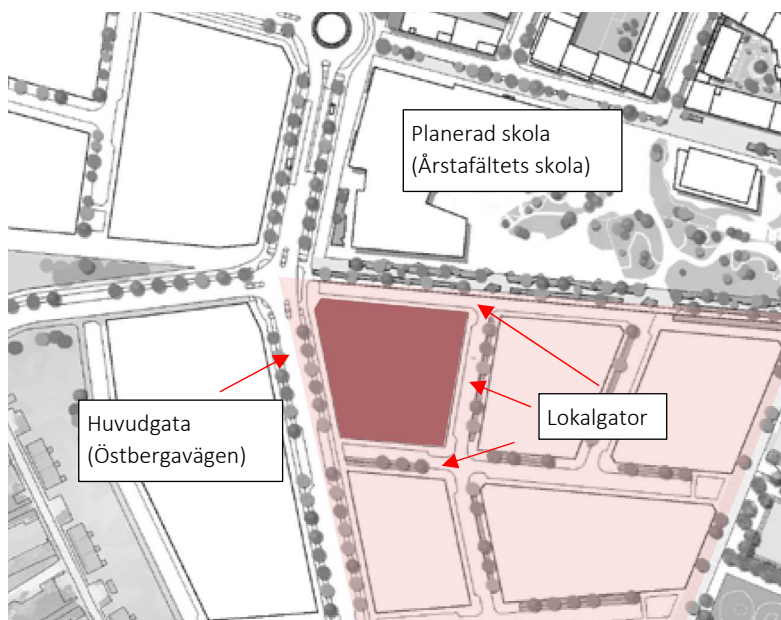 Planerad skola
(Årstafältets skola)
Huvudgata
(Östbergavägen)
Lokalgator